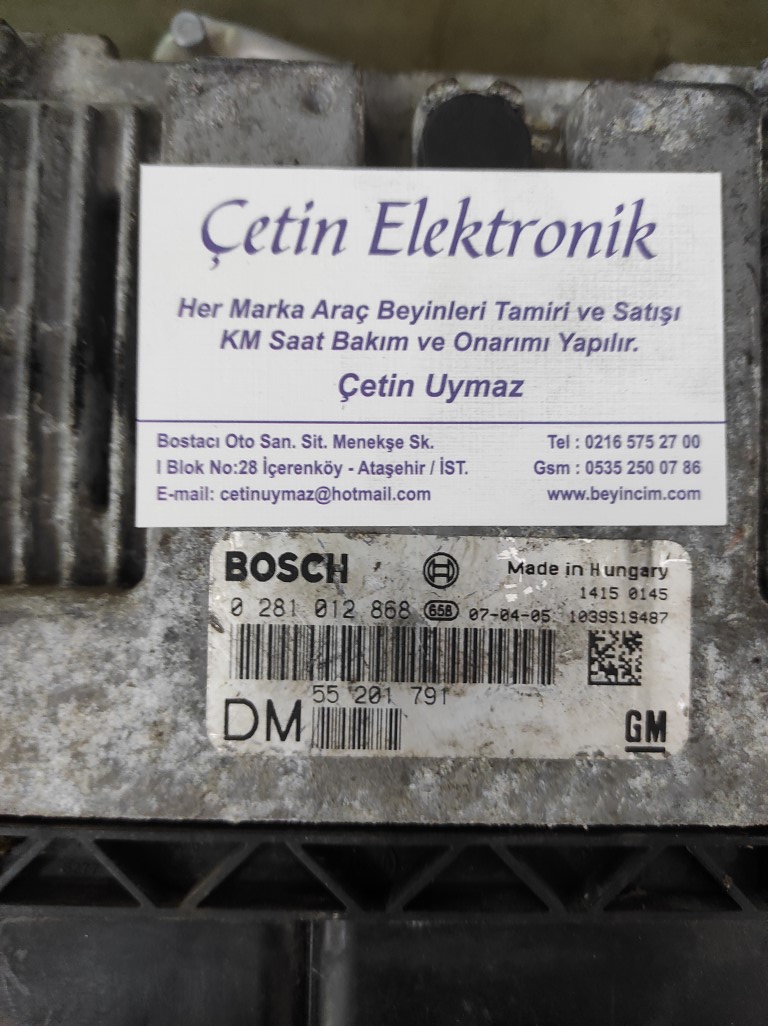 Çetin Elektronik
Her Marka Araç Beyinleri Tamiri ve Satışı
KM Saat Bakım ve Onarımı Yapılır.
Çetin Uymaz
Bostacı Oto San. Sit. Menekşe Sk.
I Blok No:28 İçerenköy - Ataşehir / İST.
E-mail: cetinuymaz@hotmail.com
Tel : 0216 575 27 00
Gsm : 0535 250 07 86
www.beyincim.com
BOSCH Made in Hungary
1415 0145
0 281 012 868 G5B 07-04-05 1039S19487
55 201 791
DM GM